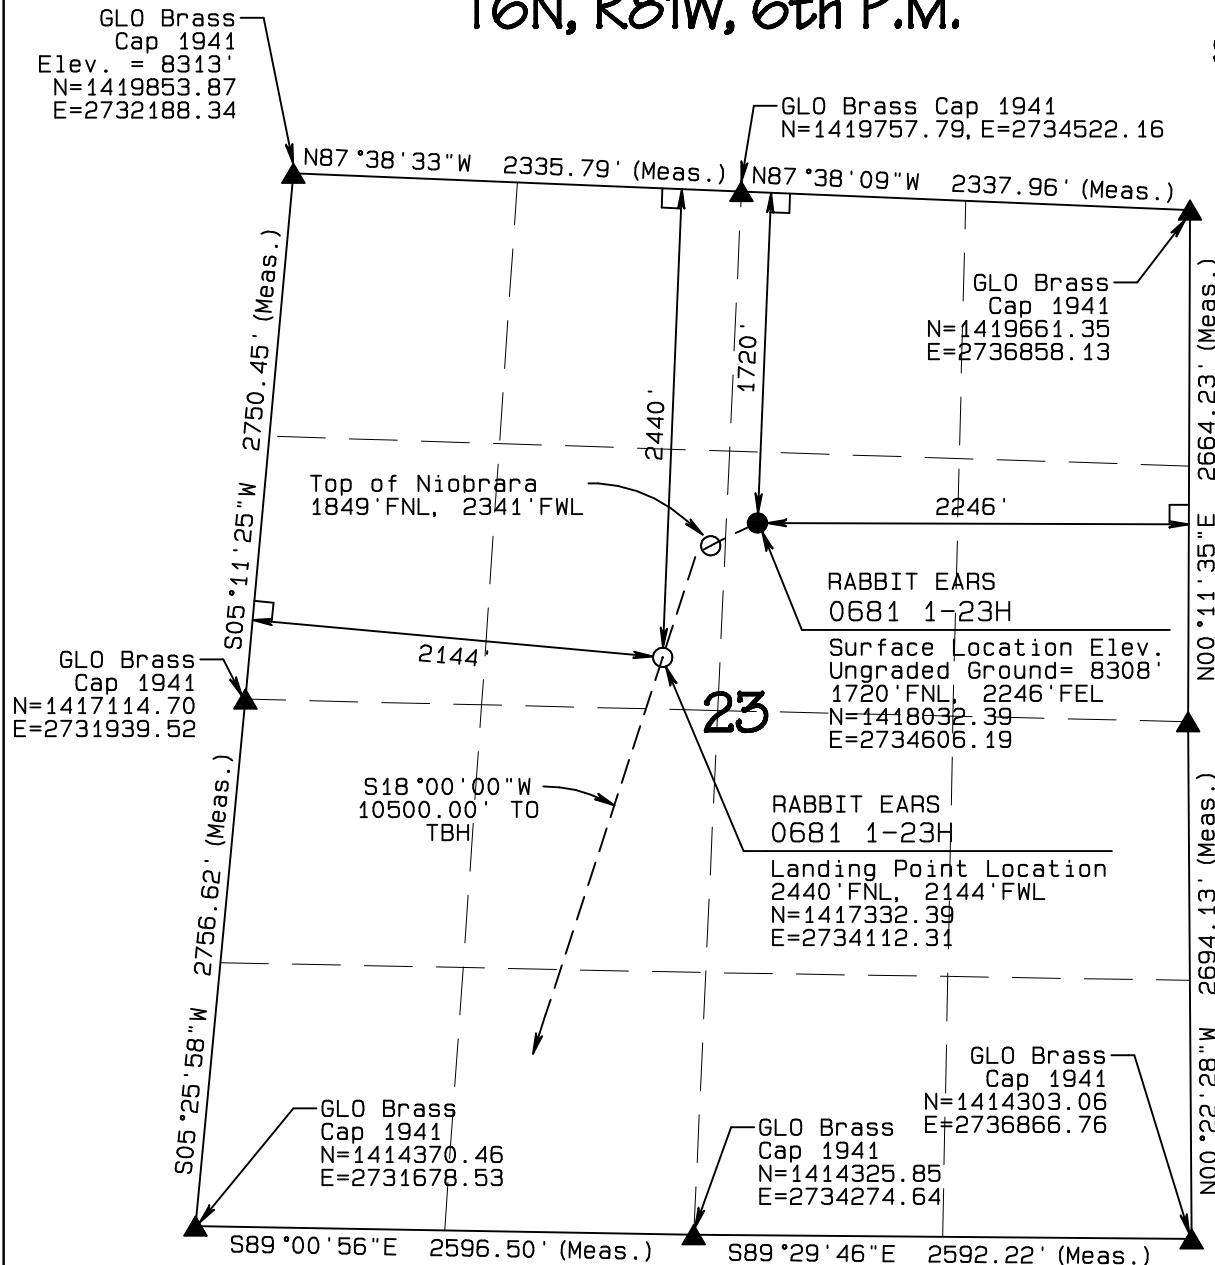 T6N, R81W, 6th P.M.
GLO Brass
Cap 1941
Elev. = 8313'
N=1419853.87
E=2732188.34
GLO Brass Cap 1941
N=1419757.79, E=2734522.16
N87°38'33"W 2335.79' (Meas.)
N87°38'09"W 2337.96' (Meas.)
GLO Brass
Cap 1941
N=1419661.35
E=2736858.13
S05°11'25"W 2750.45' (Meas.)
N00°11'35"E 2664.23' (Meas.)
1720'
2440'
Top of Niobrara
1849'FNL, 2341'FWL
2246'
RABBIT EARS
0681 1-23H
Surface Location Elev.
Ungraded Ground= 8308'
1720'FNL, 2246'FEL
N=1418032.39
E=2734606.19
2144'
GLO Brass
Cap 1941
N=1417114.70
E=2731939.52
23
S18°00'00"W
10500.00' TO
TBH
RABBIT EARS
0681 1-23H
Landing Point Location
2440'FNL, 2144'FWL
N=1417332.39
E=2734112.31
S05°25'58"W 2756.62' (Meas.)
N00°22'28"W 2694.13' (Meas.)
GLO Brass
Cap 1941
N=1414303.06
E=2736866.76
GLO Brass
Cap 1941
N=1414370.46
E=2731678.53
GLO Brass
Cap 1941
N=1414325.85
E=2734274.64
S89°00'56"E 2596.50' (Meas.)
S89°29'46"E 2592.22' (Meas.)